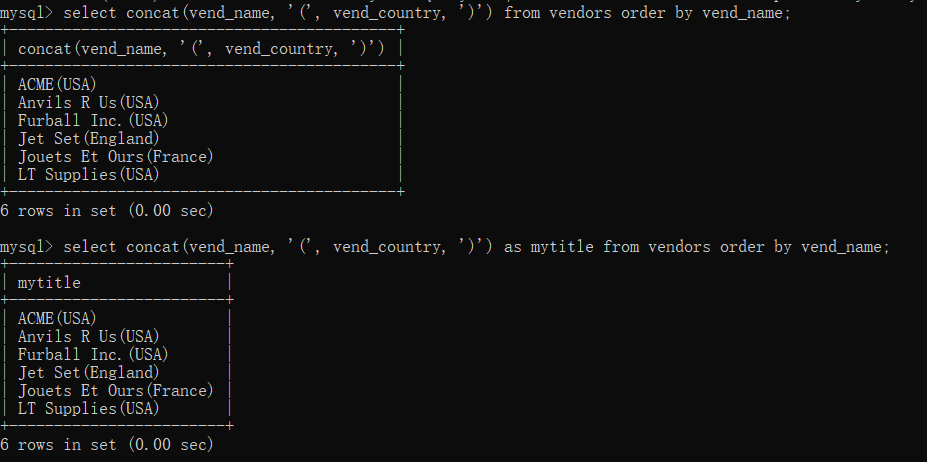 mysql> select concat(vend_name, '(', vend_country, ')') from vendors order by vend_name;
+-------------------------------------------+
| concat(vend_name, '(', vend_country, ')') |
+-------------------------------------------+
| ACME(USA)                                 |
| Anvils R Us(USA)                          |
| Furball Inc.(USA)                         |
| Jet Set(England)                          |
| Jouets Et Ours(France)                    |
| LT Supplies(USA)                          |
+-------------------------------------------+
6 rows in set (0.00 sec)
mysql> select concat(vend_name, '(', vend_country, ')') as mytitle from vendors order by vend_name;
+------------------------+
| mytitle                |
+------------------------+
| ACME(USA)              |
| Anvils R Us(USA)       |
| Furball Inc.(USA)      |
| Jet Set(England)       |
| Jouets Et Ours(France) |
| LT Supplies(USA)       |
+------------------------+
6 rows in set (0.00 sec)